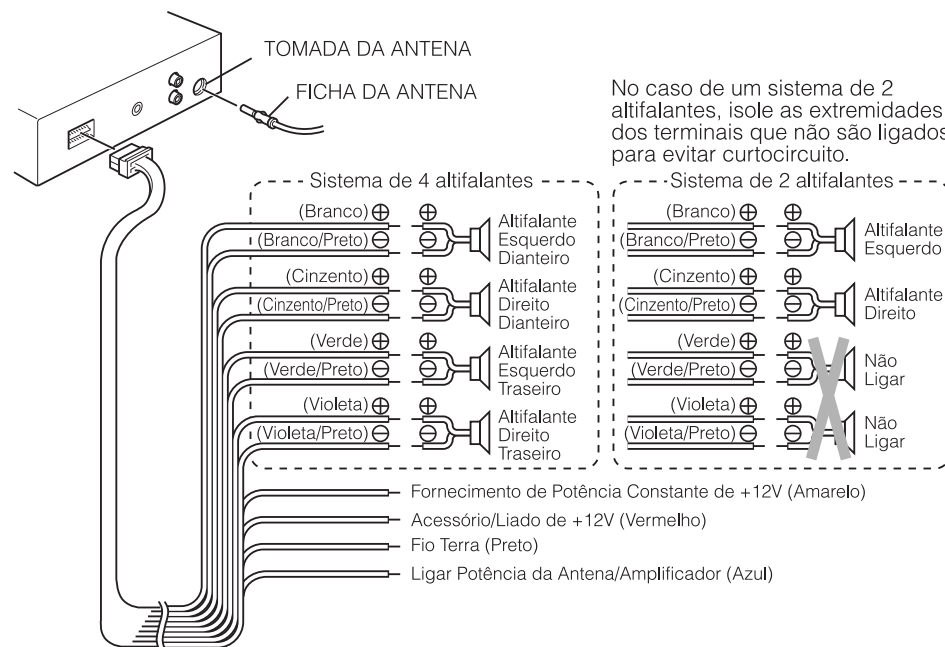 TOMADA DA ANTENA
FICHA DA ANTENA
No caso de um sistema de 2
altifalantes, isole as extremidades
dos terminais que não são ligados
para evitar curtocircuito.
Sistema de 4 altifalantes
(Branco) ⊕ ⊕
(Branco/Preto) ⊖ ⊖
Altifalante
Esquerdo
Dianteiro
(Cinzento) ⊕ ⊕
(Cinzento/Preto) ⊖ ⊖
Altifalante
Direito
Dianteiro
(Verde) ⊕ ⊕
(Verde/Preto) ⊖ ⊖
Altifalante
Esquerdo
Traseiro
(Violeta) ⊕ ⊕
(Violeta/Preto) ⊖ ⊖
Altifalante
Direito
Traseiro
Sistema de 2 altifalantes
(Branco) ⊕ ⊕
(Branco/Preto) ⊖ ⊖
Altifalante
Esquerdo
(Cinzento) ⊕ ⊕
(Cinzento/Preto) ⊖ ⊖
Altifalante
Direito
(Verde) ⊕ ⊕
(Verde/Preto) ⊖ ⊖
Não
Ligar
(Violeta) ⊕ ⊕
(Violeta/Preto) ⊖ ⊖
Não
Ligar
Fornecimento de Potência Constante de +12V (Amarelo)
Acessório/Liado de +12V (Vermelho)
Fio Terra (Preto)
Ligar Potência da Antena/Amplificador (Azul)